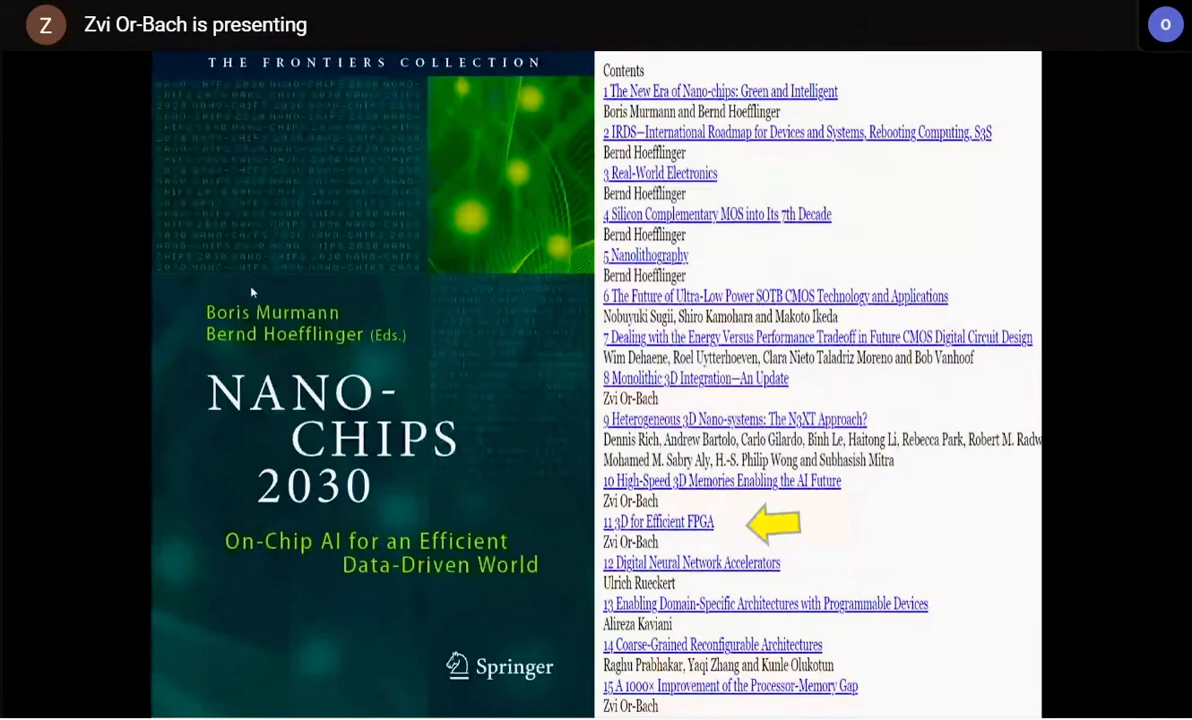 Z
Zvi Or-Bach is presenting
O
THE FRONTIERS COLLECTION
Boris Murmann
Bernd Hoefflinger (Eds.)
NANO-
CHIPS
2030
On-Chip AI for an Efficient
Data-Driven World
Springer
Contents
1 The New Era of Nano-chips: Green and Intelligent
Boris Murmann and Bernd Hoefflinger
2 IRDS—International Roadmap for Devices and Systems, Rebooting Computing, S3S
Bernd Hoefflinger
3 Real-World Electronics
Bernd Hoefflinger
4 Silicon Complementary MOS into Its 7th Decade
Bernd Hoefflinger
5 Nanolithography
Bernd Hoefflinger
6 The Future of Ultra-Low Power SOTB CMOS Technology and Applications
Nobuyuki Sugii, Shiro Kamohara and Makoto Ikeda
7 Dealing with the Energy Versus Performance Tradeoff in Future CMOS Digital Circuit Design
Wim Dehaene, Roel Uytterhoeven, Clara Nieto Taladriz Moreno and Bob Vanhoof
8 Monolithic 3D Integration—An Update
Zvi Or-Bach
9 Heterogeneous 3D Nano-systems: The N3XT Approach?
Dennis Rich, Andrew Bartolo, Carlo Gilardo, Binh Le, Haitong Li, Rebecca Park, Robert M. Radw
Mohamed M. Sabry Aly, H.-S. Philip Wong and Subhasish Mitra
10 High-Speed 3D Memories Enabling the AI Future
Zvi Or-Bach
11 3D for Efficient FPGA
Zvi Or-Bach
12 Digital Neural Network Accelerators
Ulrich Rueckert
13 Enabling Domain-Specific Architectures with Programmable Devices
Alireza Kaviani
14 Coarse-Grained Reconfigurable Architectures
Raghu Prabhakar, Yaqi Zhang and Kunle Olukotun
15 A 1000× Improvement of the Processor-Memory Gap
Zvi Or-Bach